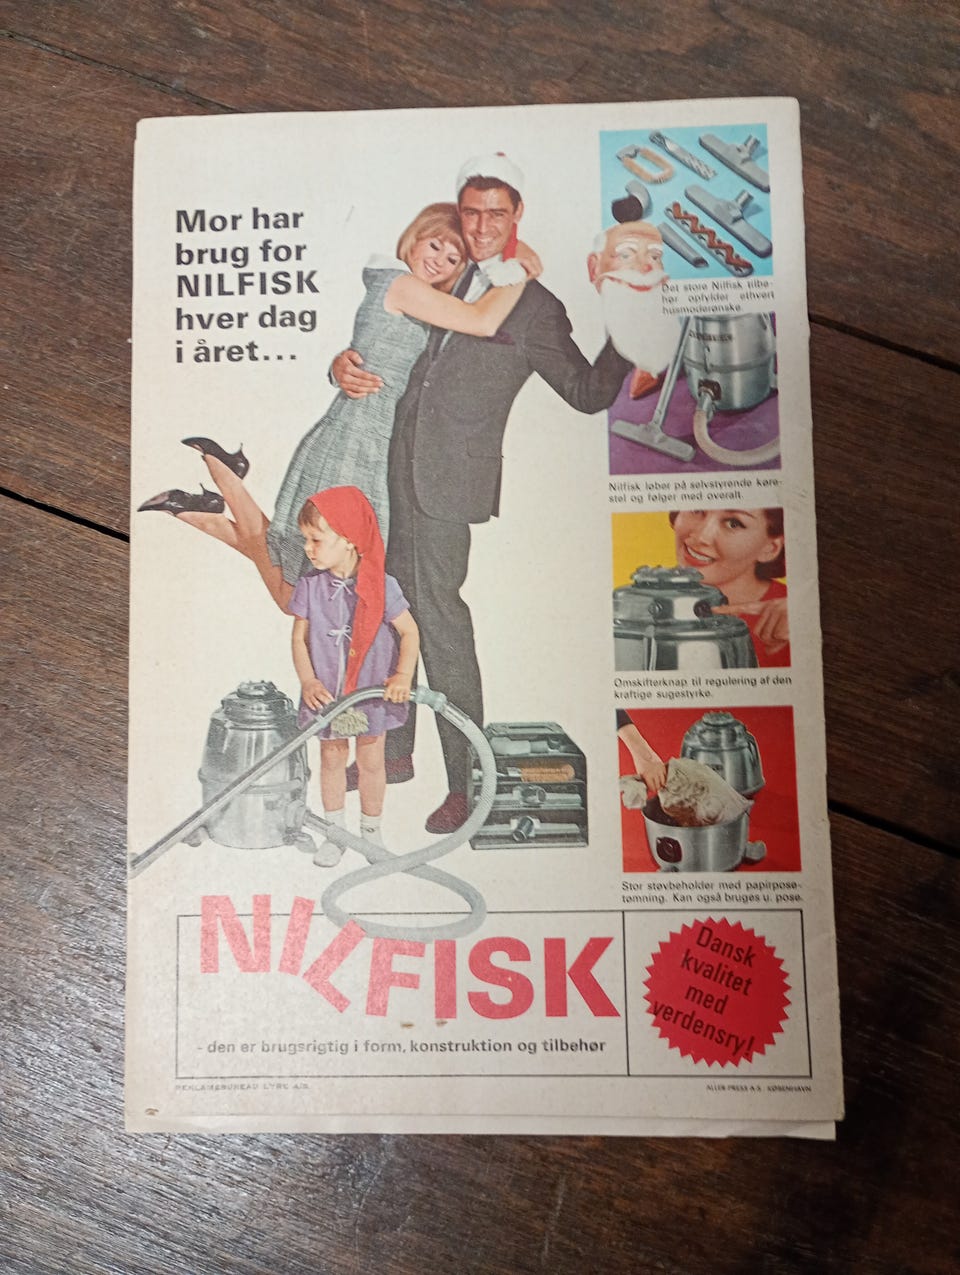 Mor har
brug for
NILFISK
hver dag
i året...
Det store Nilfisk tilbe-
hør opfylder ethvert
husmoderønske.
Nilfisk løber på selvstyrende køre-
stel og følger med overalt.
Omskifterknap til regulering af den
kraftige sugestyrke.
Stor støvbeholder med papirpose-
tømning. Kan også bruges u. pose.
NILFISK
- den er brugsrigtig i form, konstruktion og tilbehør
Dansk
kvalitet
med
verdensry!
REKLAMEBUREAU LYRE A/S
ALLER PRESS A.S. KØBENHAVN